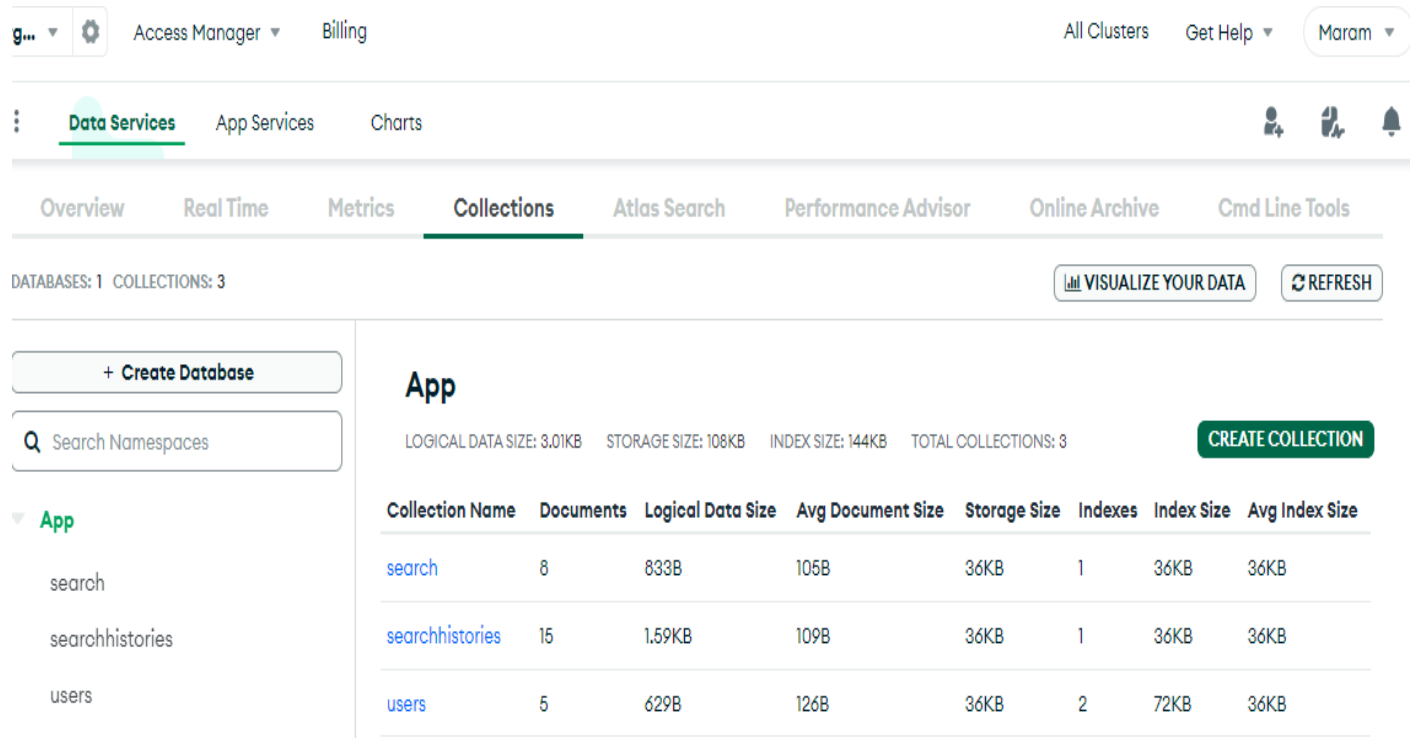 g... Access Manager Billing All Clusters Get Help Maram
Data Services App Services Charts
Overview Real Time Metrics Collections Atlas Search Performance Advisor Online Archive Cmd Line Tools
DATABASES: 1 COLLECTIONS: 3 VISUALIZE YOUR DATA REFRESH
+ Create Database
Search Namespaces
App
search
searchhistories
users
App
LOGICAL DATA SIZE: 3.01KB STORAGE SIZE: 108KB INDEX SIZE: 144KB TOTAL COLLECTIONS: 3 CREATE COLLECTION
Collection Name Documents Logical Data Size Avg Document Size Storage Size Indexes Index Size Avg Index Size
search 8 833B 105B 36KB 1 36KB 36KB
searchhistories 15 1.59KB 109B 36KB 1 36KB 36KB
users 5 629B 126B 36KB 2 72KB 36KB